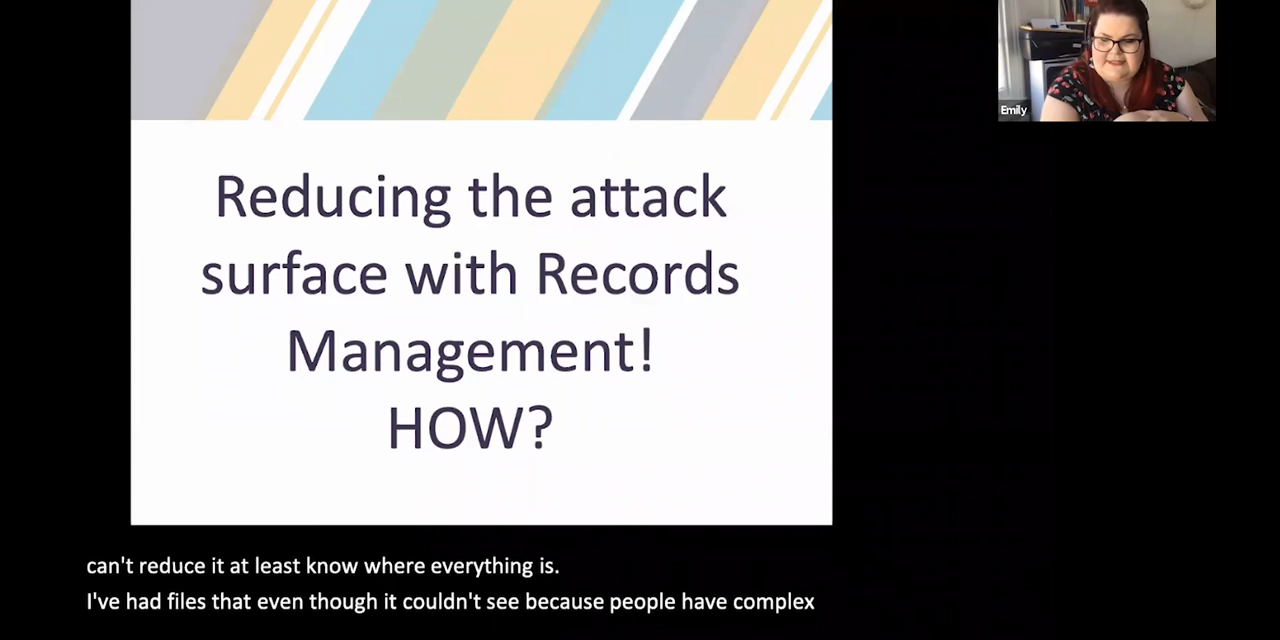 Emily
Reducing the attack
surface with Records
Management!
HOW?
can't reduce it at least know where everything is.
I've had files that even though it couldn't see because people have complex